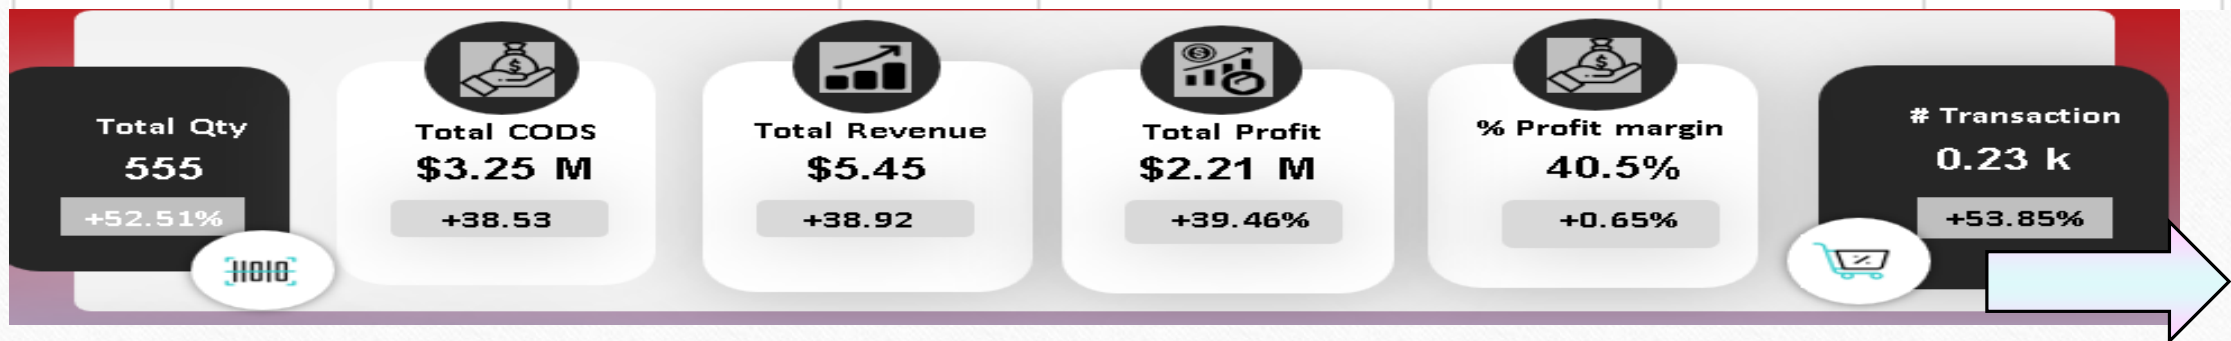 Total Qty
555
+52.51%
Total CODS
$3.25 M
+38.53
Total Revenue
$5.45
+38.92
Total Profit
$2.21 M
+39.46%
% Profit margin
40.5%
+0.65%
# Transaction
0.23 k
+53.85%